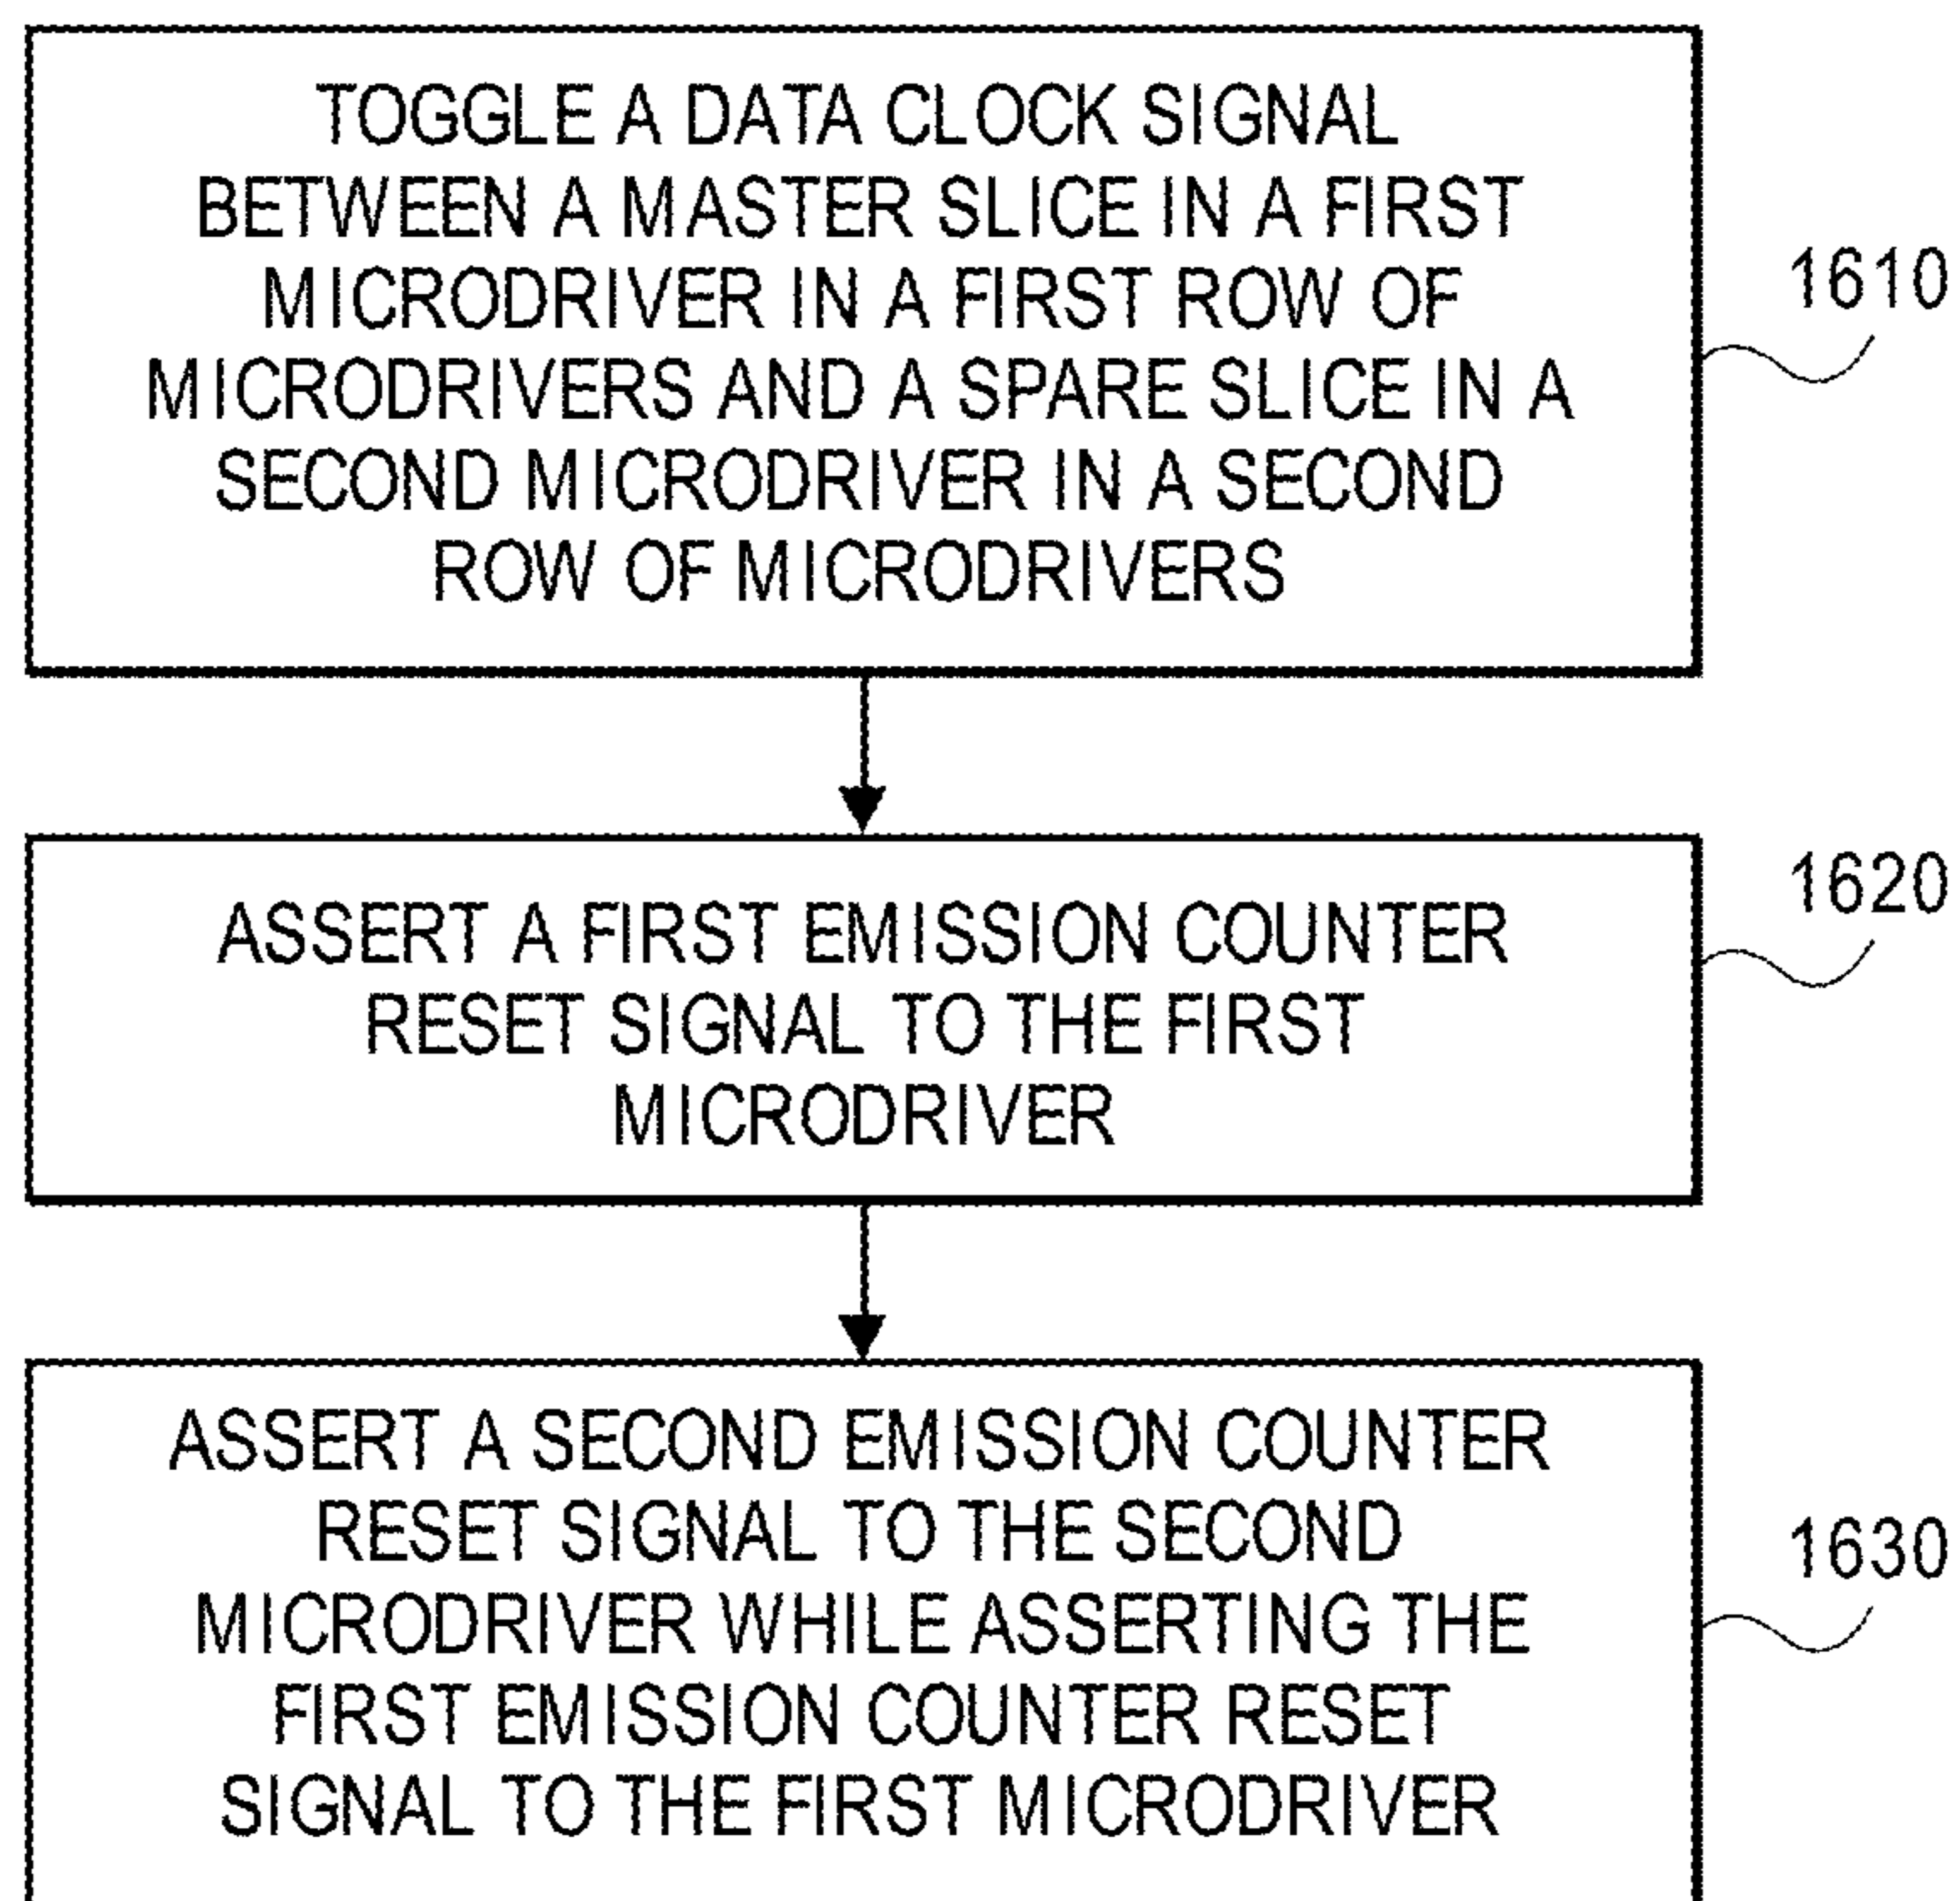 TOGGLE A DATA CLOCK SIGNAL
BETWEEN A MASTER SLICE IN A FIRST
MICRODRIVER IN A FIRST ROW OF
MICRODRIVERS AND A SPARE SLICE IN A
SECOND MICRODRIVER IN A SECOND
ROW OF MICRODRIVERS
1610
ASSERT A FIRST EMISSION COUNTER
RESET SIGNAL TO THE FIRST
MICRODRIVER
1620
ASSERT A SECOND EMISSION COUNTER
RESET SIGNAL TO THE SECOND
MICRODRIVER WHILE ASSERTING THE
FIRST EMISSION COUNTER RESET
SIGNAL TO THE FIRST MICRODRIVER
1630